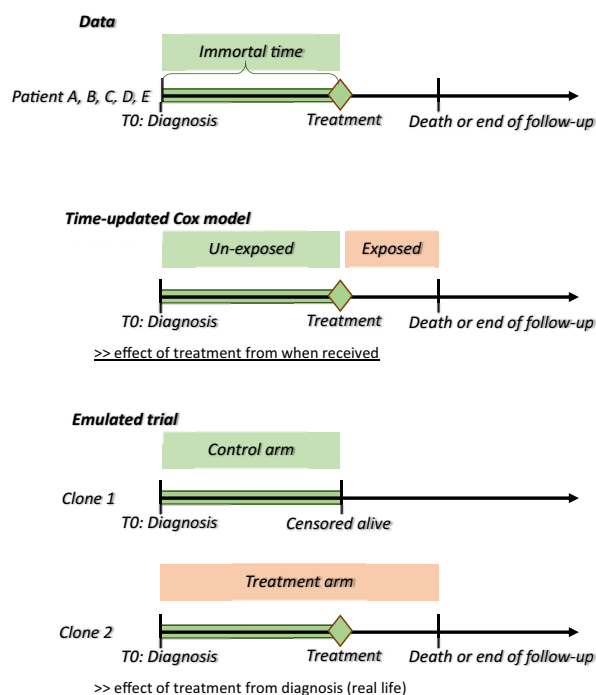 Data
Immortal time
Patient A, B, C, D, E
T0: Diagnosis
Treatment
Death or end of follow-up
Time-updated Cox model
Un-exposed
Exposed
T0: Diagnosis
Treatment
Death or end of follow-up
>> effect of treatment from when received
Emulated trial
Control arm
Clone 1
T0: Diagnosis
Censored alive
Treatment arm
Clone 2
T0: Diagnosis
Treatment
Death or end of follow-up
>> effect of treatment from diagnosis (real life)